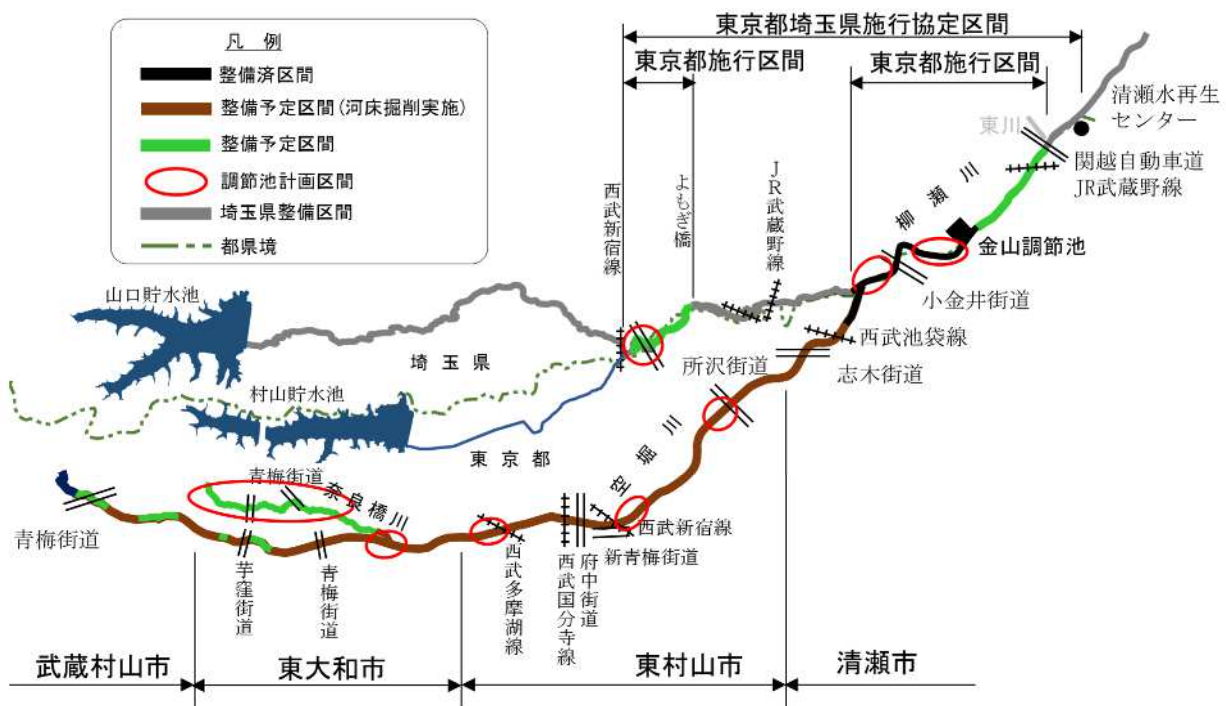 凡 例
整備済区間
整備予定区間(河床掘削実施)
整備予定区間
調節池計画区間
埼玉県整備区間
都県境
東京都埼玉県施行協定区間
東京都施行区間
東京都施行区間
清瀬水再生
センター
東川
関越自動車道
JR武蔵野線
柳瀬川
金山調節池
小金井街道
西武新宿線
よもぎ橋
JR武蔵野線
西武池袋線
志木街道
所沢街道
山口貯水池
埼玉県
村山貯水池
東京都
空堀川
青梅街道
奈良橋川
青梅街道
芋窪街道
青梅街道
西武多摩湖線
西武国分寺線
府中街道
西武新宿線
新青梅街道
武蔵村山市
東大和市
東村山市
清瀬市